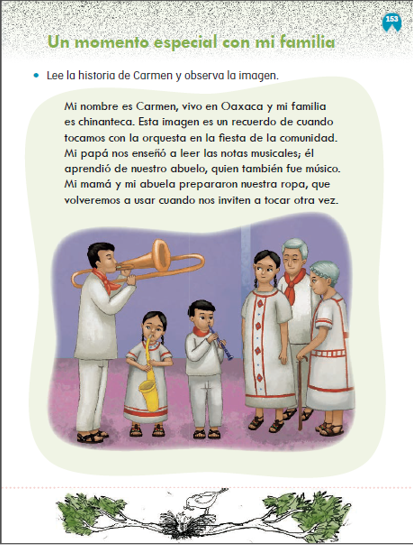 153
Un momento especial con mi familia
• Lee la historia de Carmen y observa la imagen.
Mi nombre es Carmen, vivo en Oaxaca y mi familia
es chinanteca. Esta imagen es un recuerdo de cuando
tocamos con la orquesta en la fiesta de la comunidad.
Mi papá nos enseñó a leer las notas musicales; él
aprendió de nuestro abuelo, quien también fue músico.
Mi mamá y mi abuela prepararon nuestra ropa, que
volveremos a usar cuando nos inviten a tocar otra vez.